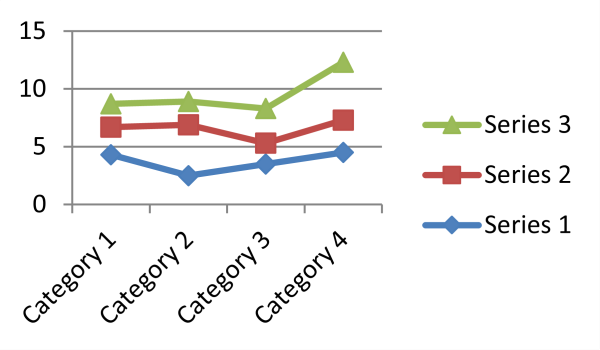 15
10
5
0
Category 1
Category 2
Category 3
Category 4
Series 3
Series 2
Series 1